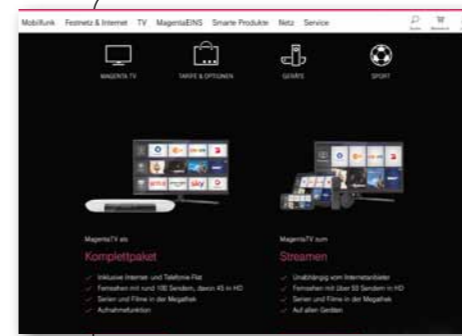 Mobilfunk Festnetz & Internet TV MagentaEINS Smarte Produkte Netz Service
MAGENTA TV TARIFE & OPTIONEN GERÄTE SPORT
sky
MagentaTV als
Komplettpaket
Inklusive Internet und Telefonie Flat
Fernsehen mit rund 100 Sendern, davon 45 in HD
Serien und Filme in der Megathek
Aufnahmefunktion
MagentaTV zum
Streamen
Unabhängig vom Internetanbieter
Fernsehen mit über 50 Sendern in HD
Serien und Filme in der Megathek
Auf allen Geräten